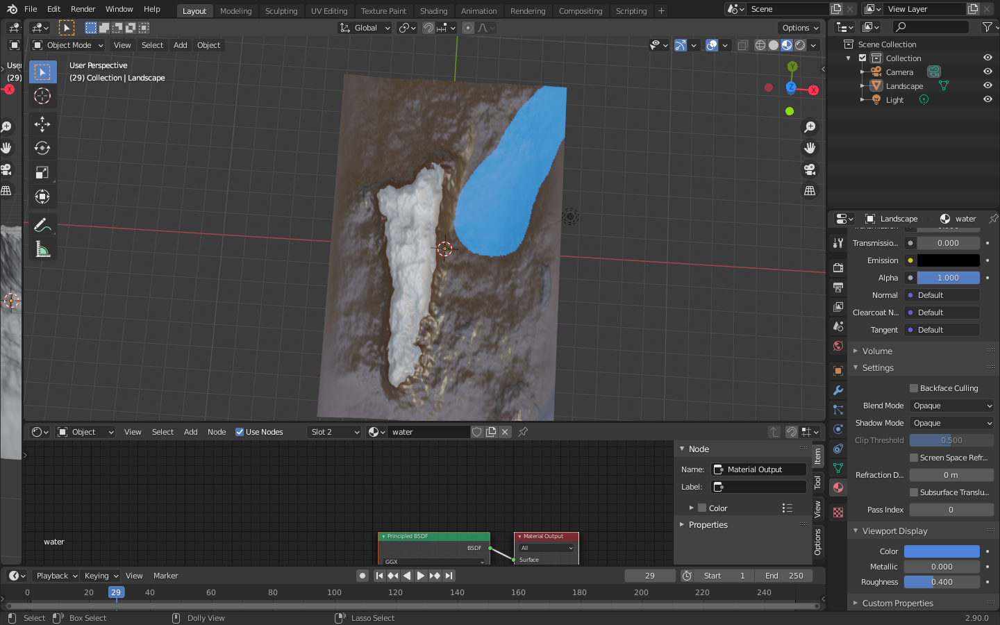 File Edit Render Window Help Layout Modeling Sculpting UV Editing Texture Paint Shading Animation Rendering Compositing Scripting + Scene View Layer
Global Options
Object Mode View Select Add Object
User Perspective
(29) Collection | Landscape
(29)
X
Y
Z
X
Scene Collection
Collection
Camera
Landscape
Light
Landscape water
Transmissio... 0.000
Emission
Alpha 1.000
Normal Default
Clearcoat N... Default
Tangent Default
Volume
Settings
Backface Culling
Blend Mode Opaque
Shadow Mode Opaque
Clip Threshold 0.500
Screen Space Refr...
Refraction D... 0 m
Subsurface Translu...
Pass Index 0
Viewport Display
Color
Metallic 0.000
Roughness 0.400
Custom Properties
Object View Select Add Node Use Nodes Slot 2 water
water
Principled BSDF
BSDF
GGX
Material Output
All
Surface
Node
Name: Material Output
Label:
Color
Properties
Item
Tool
View
Options
Playback Keying View Marker 29 Start 1 End 250
0 20 29 40 60 80 100 120 140 160 180 200 220 240
Select Box Select Dolly View Lasso Select 2.90.0